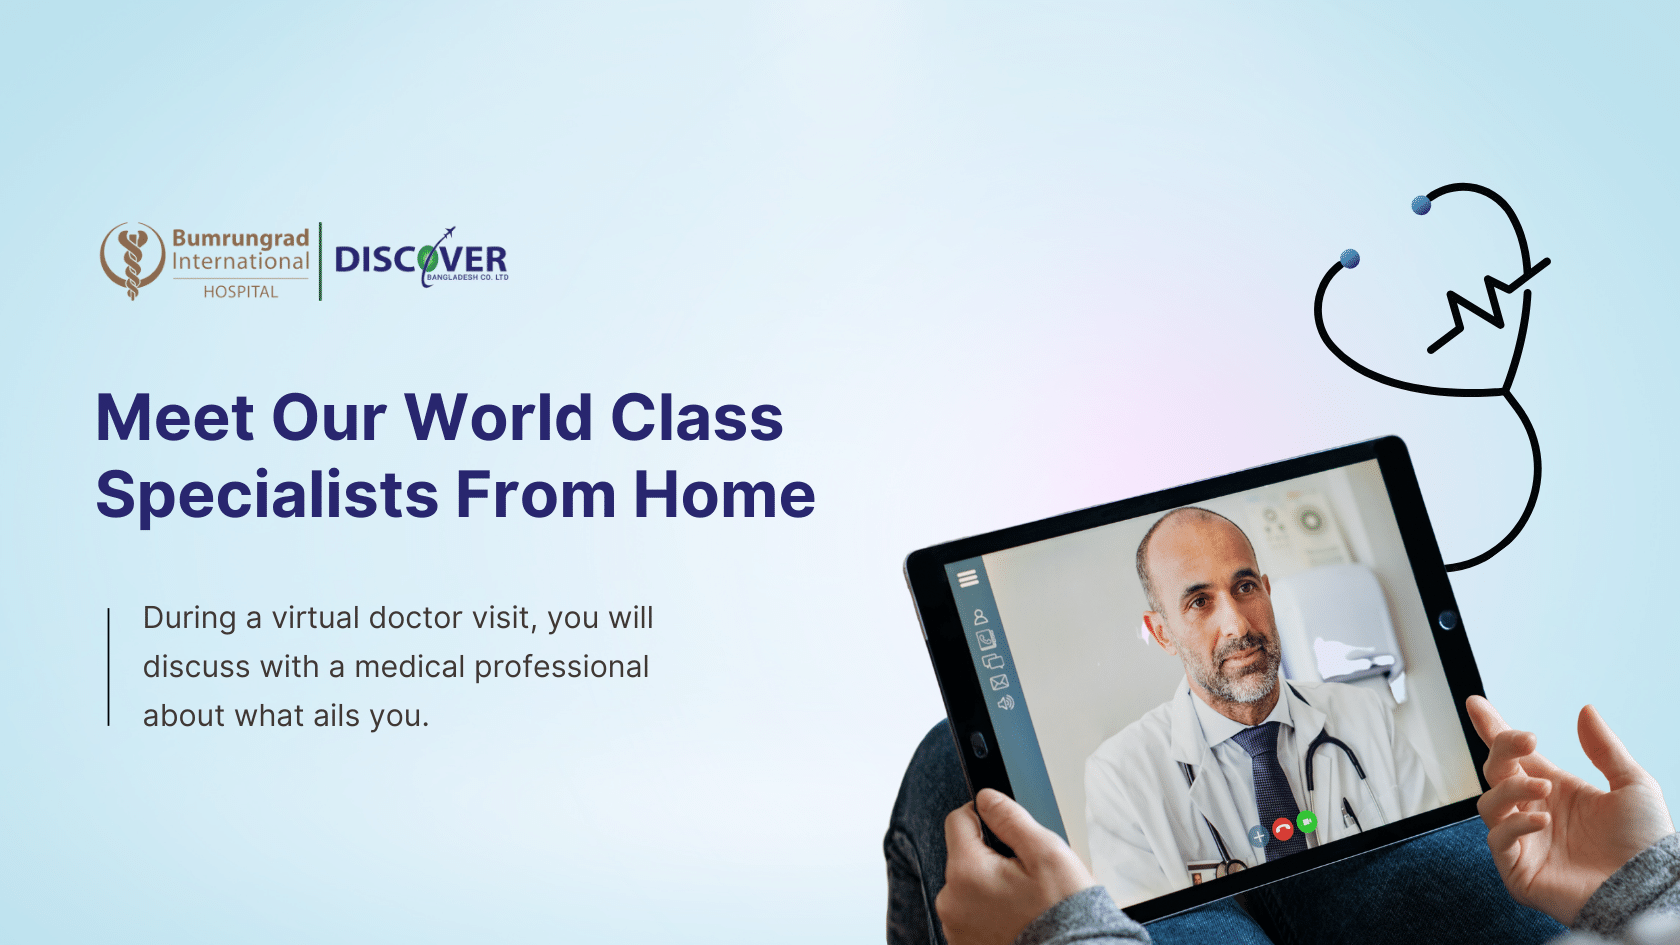 Bumrungrad
International
HOSPITAL
DISCOVER
BANGLADESH CO. LTD
Meet Our World Class
Specialists From Home
During a virtual doctor visit, you will
discuss with a medical professional
about what ails you.